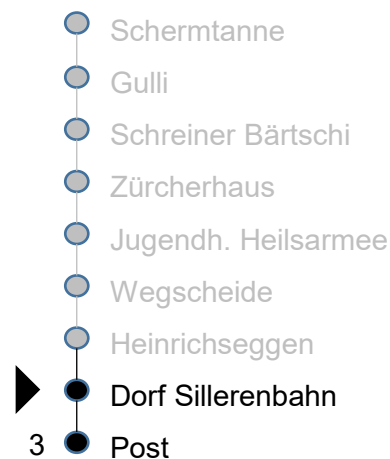 Schermtanne
Gulli
Schreiner Bärtschi
Zürcherhaus
Jugendh. Heilsarmee
Wegscheide
Heinrichseggen
Dorf Sillerenbahn
3 Post